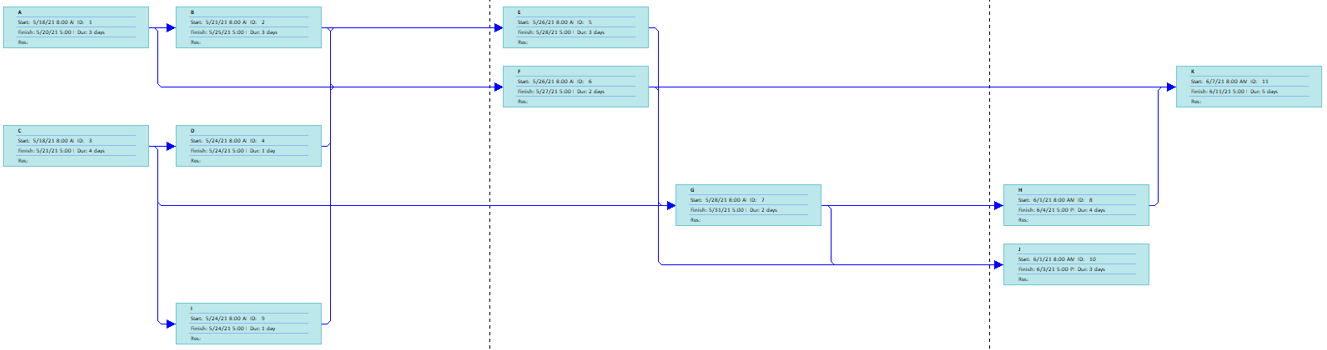 A
Start: 5/18/21 8:00 A ID: 1
Finish: 5/20/21 5:00 Dur: 3 days
Res:
B
Start: 5/21/21 8:00 A ID: 2
Finish: 5/25/21 5:00 Dur: 3 days
Res:
E
Start: 5/26/21 8:00 A ID: 5
Finish: 5/28/21 5:00 Dur: 3 days
Res:
F
Start: 5/26/21 8:00 A ID: 6
Finish: 5/27/21 5:00 Dur: 2 days
Res:
K
Start: 6/7/21 8:00 AM ID: 11
Finish: 6/11/21 5:00 Dur: 5 days
Res:
C
Start: 5/18/21 8:00 A ID: 3
Finish: 5/21/21 5:00 Dur: 4 days
Res:
D
Start: 5/24/21 8:00 A ID: 4
Finish: 5/24/21 5:00 Dur: 1 day
Res:
G
Start: 5/28/21 8:00 A ID: 7
Finish: 5/31/21 5:00 Dur: 2 days
Res:
H
Start: 6/1/21 8:00 AM ID: 8
Finish: 6/4/21 5:00 P Dur: 4 days
Res:
J
Start: 6/1/21 8:00 AM ID: 10
Finish: 6/3/21 5:00 P Dur: 3 days
Res:
I
Start: 5/24/21 8:00 A ID: 9
Finish: 5/24/21 5:00 Dur: 1 day
Res: